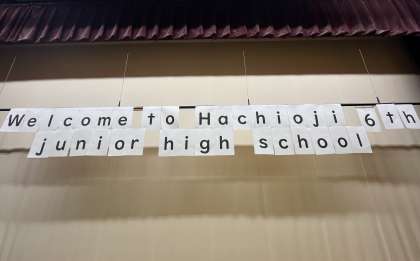 Welcome to Hachioji 6th
junior high school